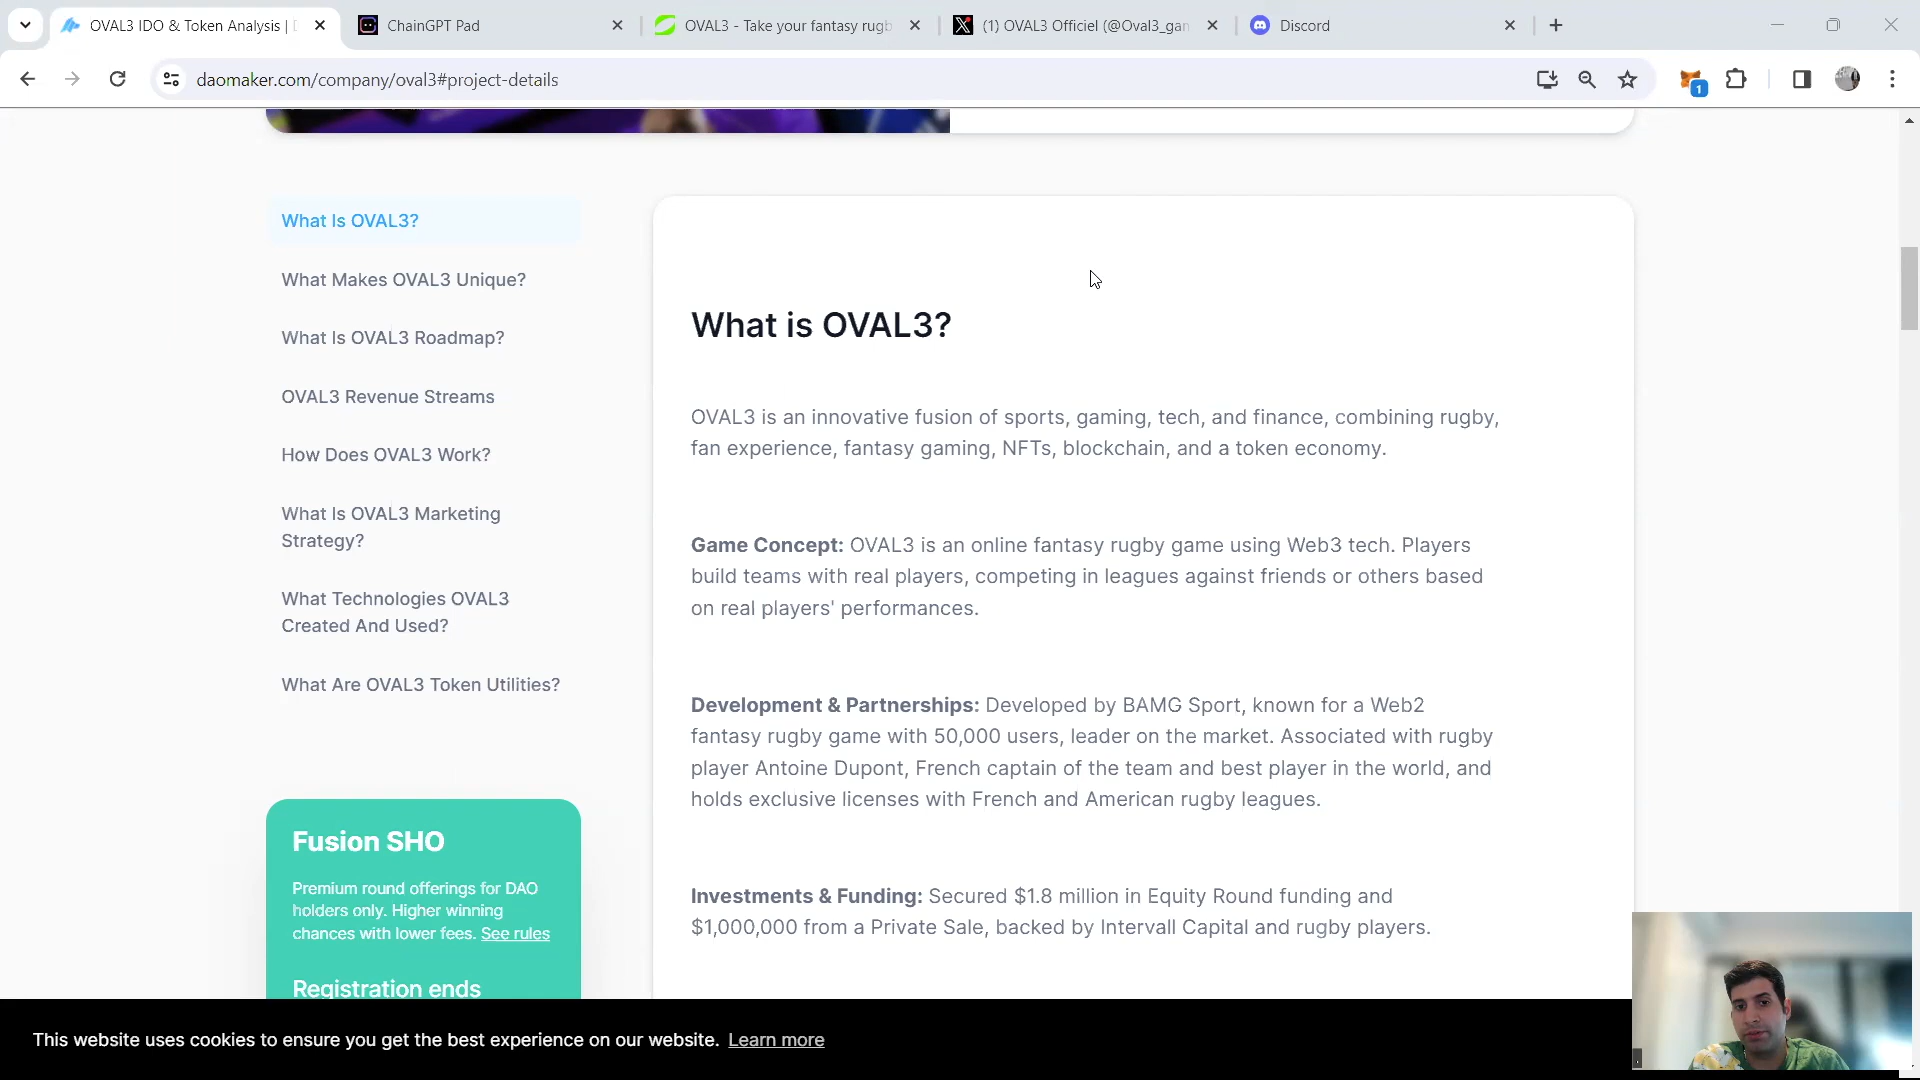 OVAL3 IDO & Token Analysis |
ChainGPT Pad
OVAL3 - Take your fantasy rugb
(1) OVAL3 Officiel (@Oval3_gan
Discord
daomaker.com/company/oval3#project-details
1
What Is OVAL3?
What Makes OVAL3 Unique?
What Is OVAL3 Roadmap?
OVAL3 Revenue Streams
How Does OVAL3 Work?
What Is OVAL3 Marketing
Strategy?
What Technologies OVAL3
Created And Used?
What Are OVAL3 Token Utilities?
Fusion SHO
Premium round offerings for DAO
holders only. Higher winning
chances with lower fees. See rules
Registration ends
What is OVAL3?
OVAL3 is an innovative fusion of sports, gaming, tech, and finance, combining rugby,
fan experience, fantasy gaming, NFTs, blockchain, and a token economy.
Game Concept: OVAL3 is an online fantasy rugby game using Web3 tech. Players
build teams with real players, competing in leagues against friends or others based
on real players' performances.
Development & Partnerships: Developed by BAMG Sport, known for a Web2
fantasy rugby game with 50,000 users, leader on the market. Associated with rugby
player Antoine Dupont, French captain of the team and best player in the world, and
holds exclusive licenses with French and American rugby leagues.
Investments & Funding: Secured $1.8 million in Equity Round funding and
$1,000,000 from a Private Sale, backed by Intervall Capital and rugby players.
This website uses cookies to ensure you get the best experience on our website. Learn more